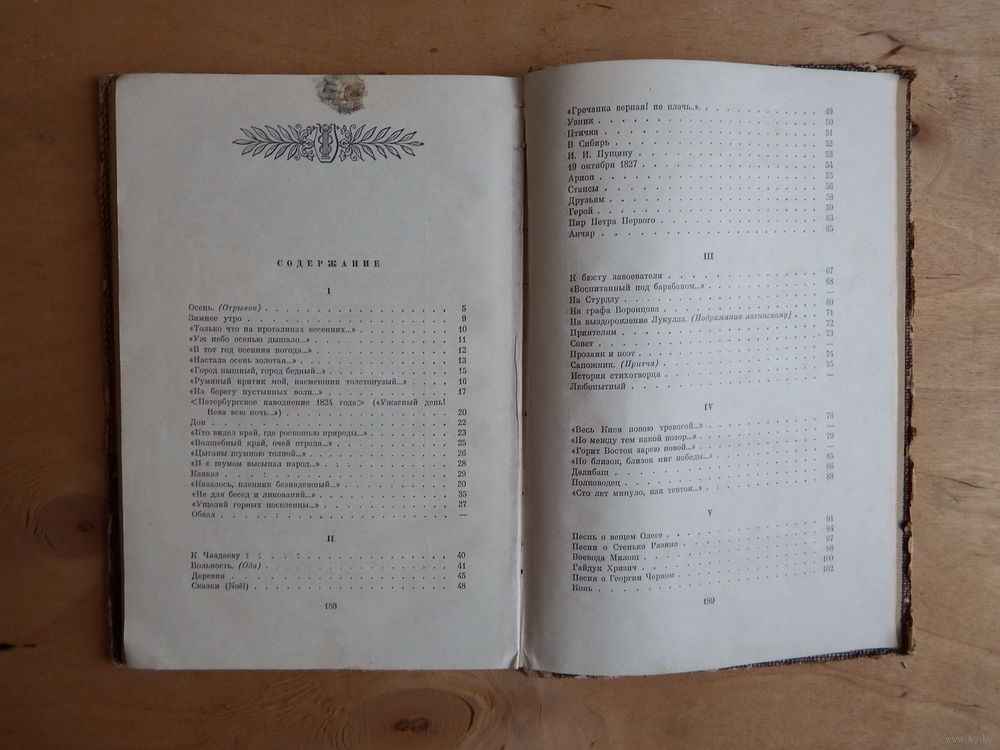 СОДЕРЖАНИЕ
I
Осень. (Отрывок) . . . 5
Зимнее утро . . . 9
«Только что на проталинах весенних...» . . . 10
«Уж небо осенью дышало...» . . . 11
«В тот год осенняя погода...» . . . 12
«Настала осень золотая...» . . . 13
«Город пышный, город бедный...» . . . 15
«Румяный критик мой, насмешник толстопузый...» . . . 16
«На берегу пустынных волн...» . . . 17
<Петербургское наводнение 1824 года> («Ужасный день!
Нева всю ночь...») . . . 20
Дон . . . 22
«Кто видел край, где роскошью природы...» . . . 23
«Волшебный край, очей отрада...» . . . 25
«Цыганы шумною толпой...» . . . 26
«И с шумом высыпал народ...» . . . 28
Кавказ . . . 29
«Казалось, пленник безнадежный...» . . . 20
«Не для бесед и ликований...» . . . 35
«Ущелий горных поселенцы...» . . . 37
Обвал . . . —
II
К Чаадаеву . . . 40
Вольность. (Ода) . . . 41
Деревня . . . 45
Сказки (Noël) . . . 48
188
«Гречанка верная! не плачь..». . . . 49
Узник . . . 50
Птичка . . . 51
В Сибирь . . . 52
И. И. Пущину . . . 53
19 октября 1827 . . . 54
Арион . . . 55
Стансы . . . 56
Друзьям . . . 58
Герой . . . 59
Пир Петра Первого . . . 63
Анчар . . . 65
III
К бюсту завоевателя . . . 67
«Воспитанный под барабаном...» . . . 68
На Стурдзу . . . —
На графа Воронцова . . . 69
На выздоровление Лукулла. (Подражание латинскому) . 71
Приятелям . . . 72
Совет . . . 73
Прозаик и поэт . . . —
Сапожник. (Притча) . . . 74
История стихотворца . . . 75
Любопытный . . . —
IV
«Весь Киев новою тревогой...» . . . 76
«Но между тем какой позор...» . . . —
«Горит Восток зарею новой...» . . . 79
«Но близок, близок миг победы...» . . . —
Делибаш . . . 85
Полководец . . . 86
«Сто лет минуло, как тевтон...» . . . 88
V
Песнь о вещем Олеге . . . 91
Песни о Стеньке Разине . . . 94
Воевода Милош . . . 97
Гайдук Хризич . . . 98
Песня о Георгии Черном . . . 100
Конь . . . 102
189
www.ay.by